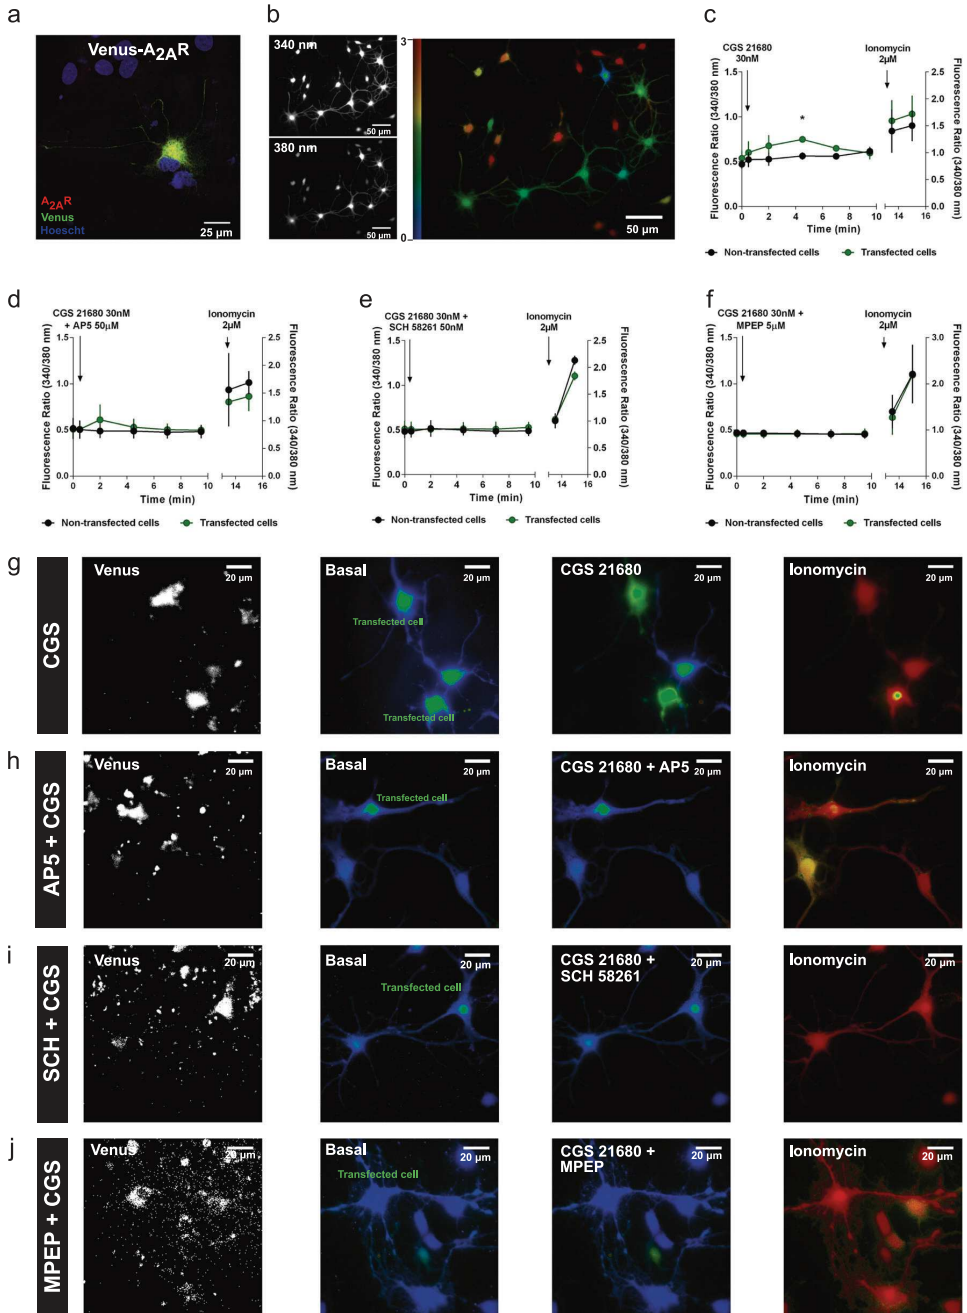 a
Venus-A2AR
A2AR
Venus
Hoescht
25 μm
b
340 nm
50 μm
380 nm
50 μm
3
0
50 μm
c
CGS 21680
30nM
Ionomycin
2μM
Fluorescence Ratio (340/380 nm)
1.5
1.0
0.5
0.0
*
2.5
2.0
1.5
1.0
0.5
0.0
Fluorescence Ratio (340/380 nm)
0 2 4 6 8 10 14 16
Time (min)
Non-transfected cells
Transfected cells
d
CGS 21680 30nM
+ AP5 50μM
Ionomycin
2μM
Fluorescence Ratio (340/380 nm)
1.5
1.0
0.5
0.0
2.5
2.0
1.5
1.0
0.5
0.0
Fluorescence Ratio (340/380 nm)
0 2 4 6 8 10 14 16
Time (min)
Non-transfected cells
Transfected cells
e
CGS 21680 30nM +
SCH 58261 50nM
Ionomycin
2μM
Fluorescence Ratio (340/380 nm)
1.5
1.0
0.5
0.0
2.5
2.0
1.5
1.0
0.5
0.0
Fluorescence Ratio (340/380 nm)
0 2 4 6 8 10 14 16
Time (min)
Non-transfected cells
Transfected cells
f
CGS 21680 30nM +
MPEP 5μM
Ionomycin
2μM
Fluorescence Ratio (340/380 nm)
1.5
1.0
0.5
0.0
3.0
2.0
1.0
0.0
Fluorescence Ratio (340/380 nm)
0 2 4 6 8 10 14 16
Time (min)
Non-transfected cells
Transfected cells
g
CGS
Venus
20 μm
Basal
20 μm
Transfected cell
Transfected cell
CGS 21680
20 μm
Ionomycin
20 μm
h
AP5 + CGS
Venus
20 μm
Basal
20 μm
Transfected cell
CGS 21680 + AP5
20 μm
Ionomycin
20 μm
i
SCH + CGS
Venus
20 μm
Basal
20 μm
Transfected cell
CGS 21680 +
SCH 58261
20 μm
Ionomycin
20 μm
j
MPEP + CGS
Venus
20 μm
Basal
20 μm
Transfected cell
CGS 21680 +
MPEP
20 μm
Ionomycin
20 μm